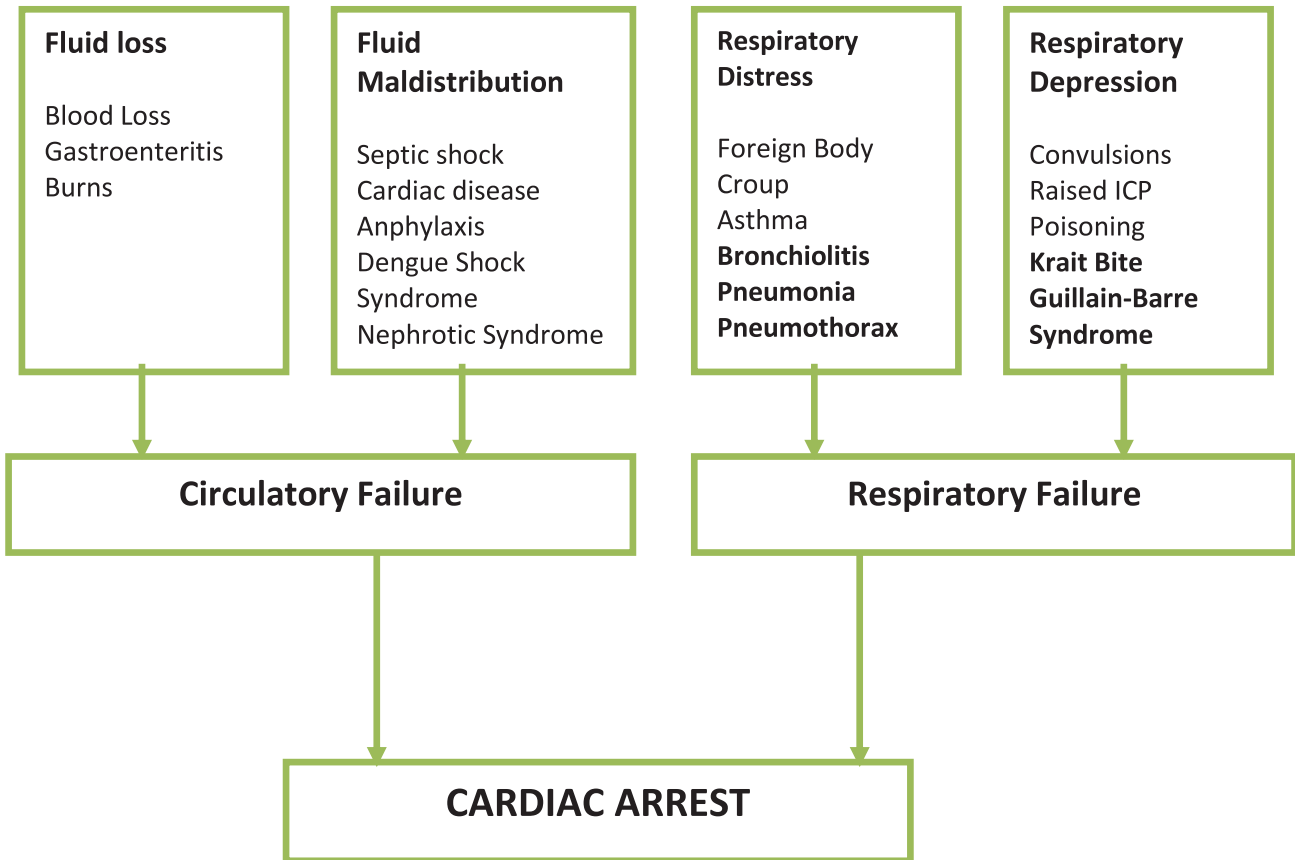 Fluid loss
Blood Loss
Gastroenteritis
Burns
Fluid
Maldistribution
Septic shock
Cardiac disease
Anphylaxis
Dengue Shock
Syndrome
Nephrotic Syndrome
Respiratory
Distress
Foreign Body
Croup
Asthma
Bronchiolitis
Pneumonia
Pneumothorax
Respiratory
Depression
Convulsions
Raised ICP
Poisoning
Krait Bite
Guillain-Barre
Syndrome
Circulatory Failure
Respiratory Failure
CARDIAC ARREST